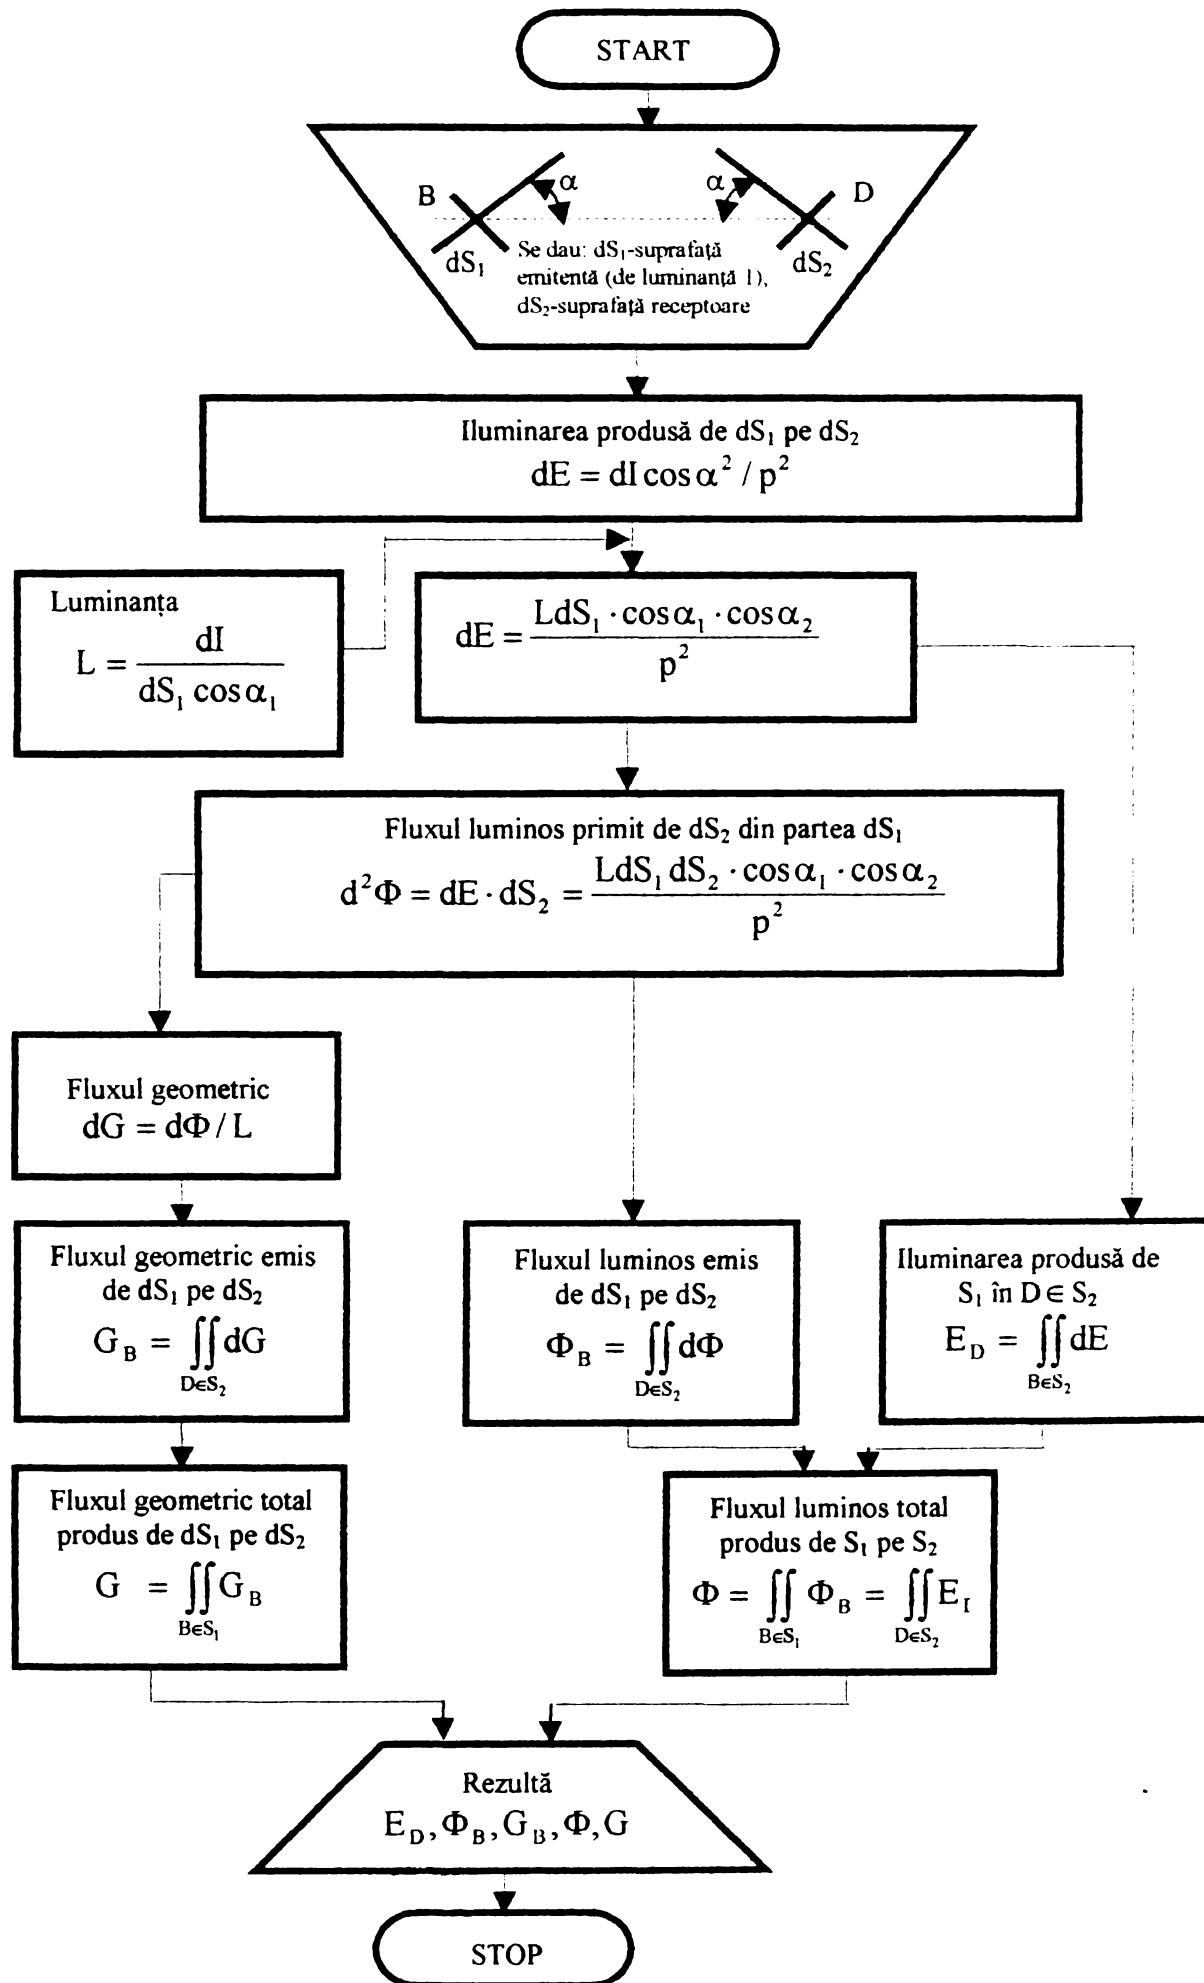 START
B α α D
dS₁ dS₂
Se dau: dS₁-suprafață
emitentă (de luminanță 1),
dS₂-suprafață receptoare
Iluminarea produsă de dS₁ pe dS₂
dE = dI cos α² / p²
Luminanța
L = dI / dS₁ cos α₁
dE = LdS₁ · cos α₁ · cos α₂ / p²
Fluxul luminos primit de dS₂ din partea dS₁
d²Φ = dE · dS₂ = LdS₁ dS₂ · cos α₁ · cos α₂ / p²
Fluxul geometric
dG = dΦ / L
Fluxul geometric emis
de dS₁ pe dS₂
G_B = ∬ dG
D∈S₂
Fluxul luminos emis
de dS₁ pe dS₂
Φ_B = ∬ dΦ
D∈S₂
Iluminarea produsă de
S₁ în D ∈ S₂
E_D = ∬ dE
B∈S₂
Fluxul geometric total
produs de dS₁ pe dS₂
G = ∬ G_B
B∈S₁
Fluxul luminos total
produs de S₁ pe S₂
Φ = ∬ Φ_B = ∬ E_I
B∈S₁ D∈S₂
Rezultă
E_D, Φ_B, G_B, Φ, G
STOP